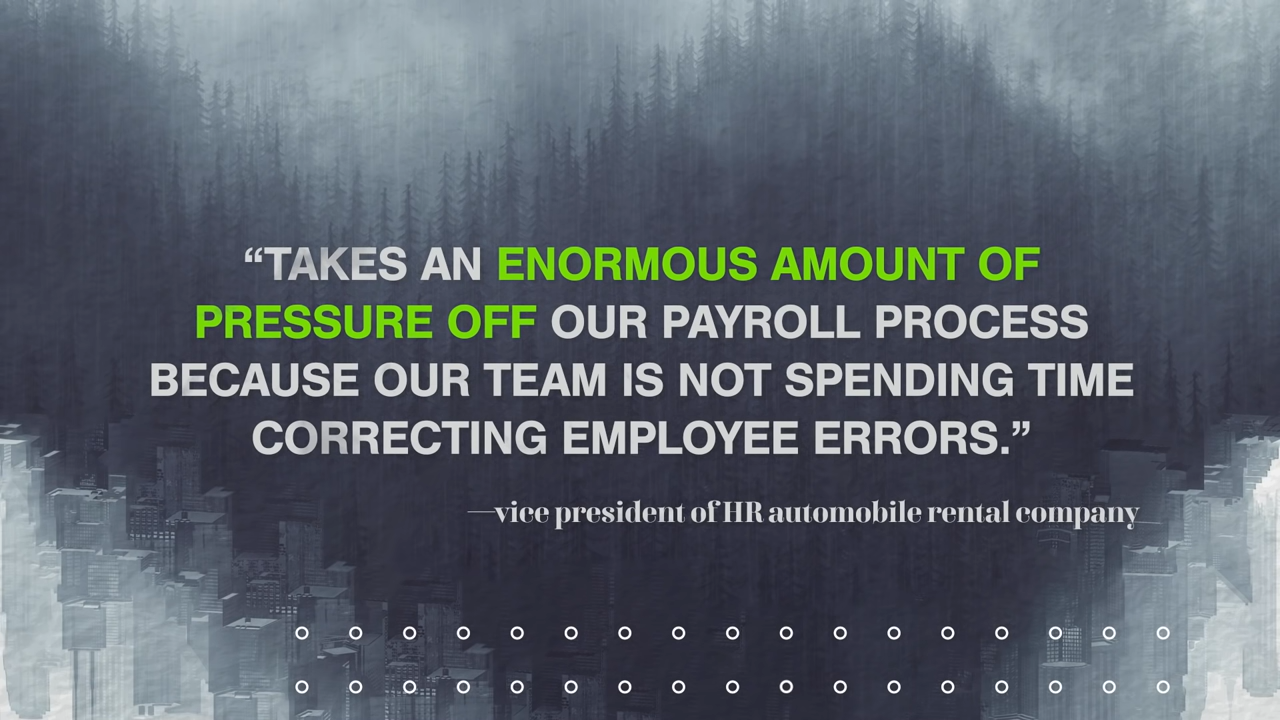 “TAKES AN ENORMOUS AMOUNT OF
PRESSURE OFF OUR PAYROLL PROCESS
BECAUSE OUR TEAM IS NOT SPENDING TIME
CORRECTING EMPLOYEE ERRORS.”
—vice president of HR automobile rental company